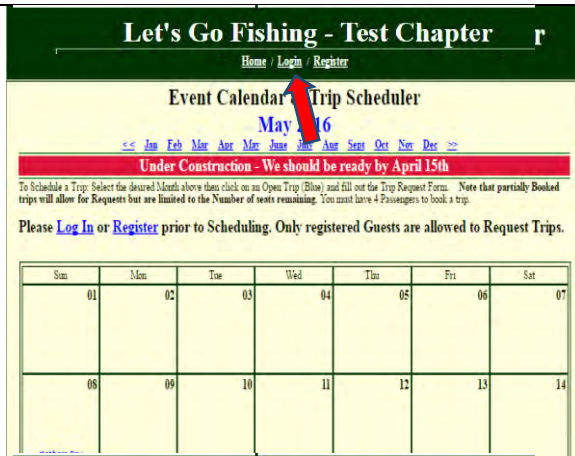 Let's Go Fishing - Test Chapter r
Home / Login / Register
Event Calendar Trip Scheduler
May 16
<< Jan Feb Mar Apr May June Aug Sept Oct Nov Dec >>
Under Construction - We should be ready by April 15th
To Schedule a Trip: Select the desired Month above then click on an Open Trip (Blue) and fill out the Trip Request Form. Note that partially Booked
trips will allow for Requests but are limited to the Number of seats remaining. You must have 4 Passengers to book a trip.
Please Log In or Register prior to Scheduling. Only registered Guests are allowed to Request Trips.
Sun Mon Tue Wed Thu Fri Sat
01 02 03 04 05 06 07
08 09 10 11 12 13 14